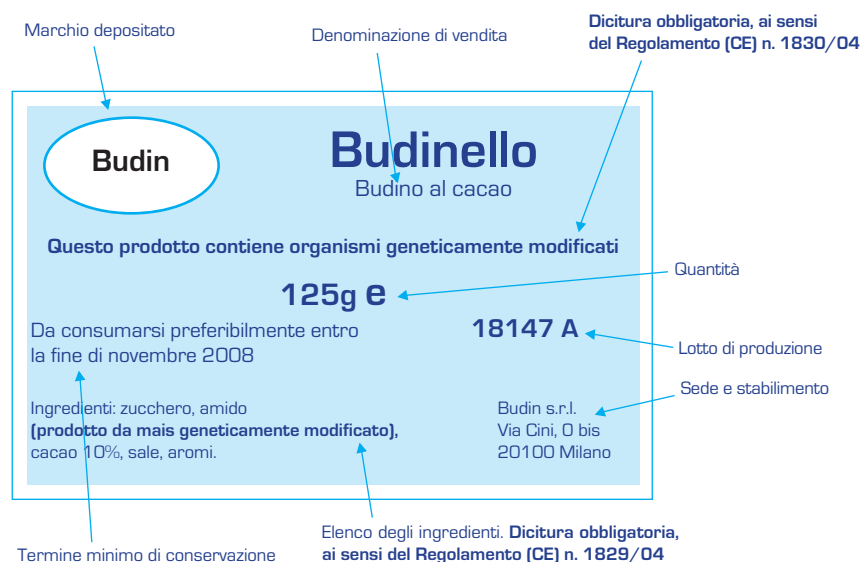 Marchio depositato
Denominazione di vendita
Dicitura obbligatoria, ai sensi
del Regolamento (CE) n. 1830/04
Budin
Budinello
Budino al cacao
Questo prodotto contiene organismi geneticamente modificati
Quantità
125g e
Da consumarsi preferibilmente entro
la fine di novembre 2008
18147 A
Lotto di produzione
Sede e stabilimento
Ingredienti: zucchero, amido
(prodotto da mais geneticamente modificato),
cacao 10%, sale, aromi.
Budin s.r.l.
Via Cini, 0 bis
20100 Milano
Elenco degli ingredienti. Dicitura obbligatoria,
ai sensi del Regolamento (CE) n. 1829/04
Termine minimo di conservazione